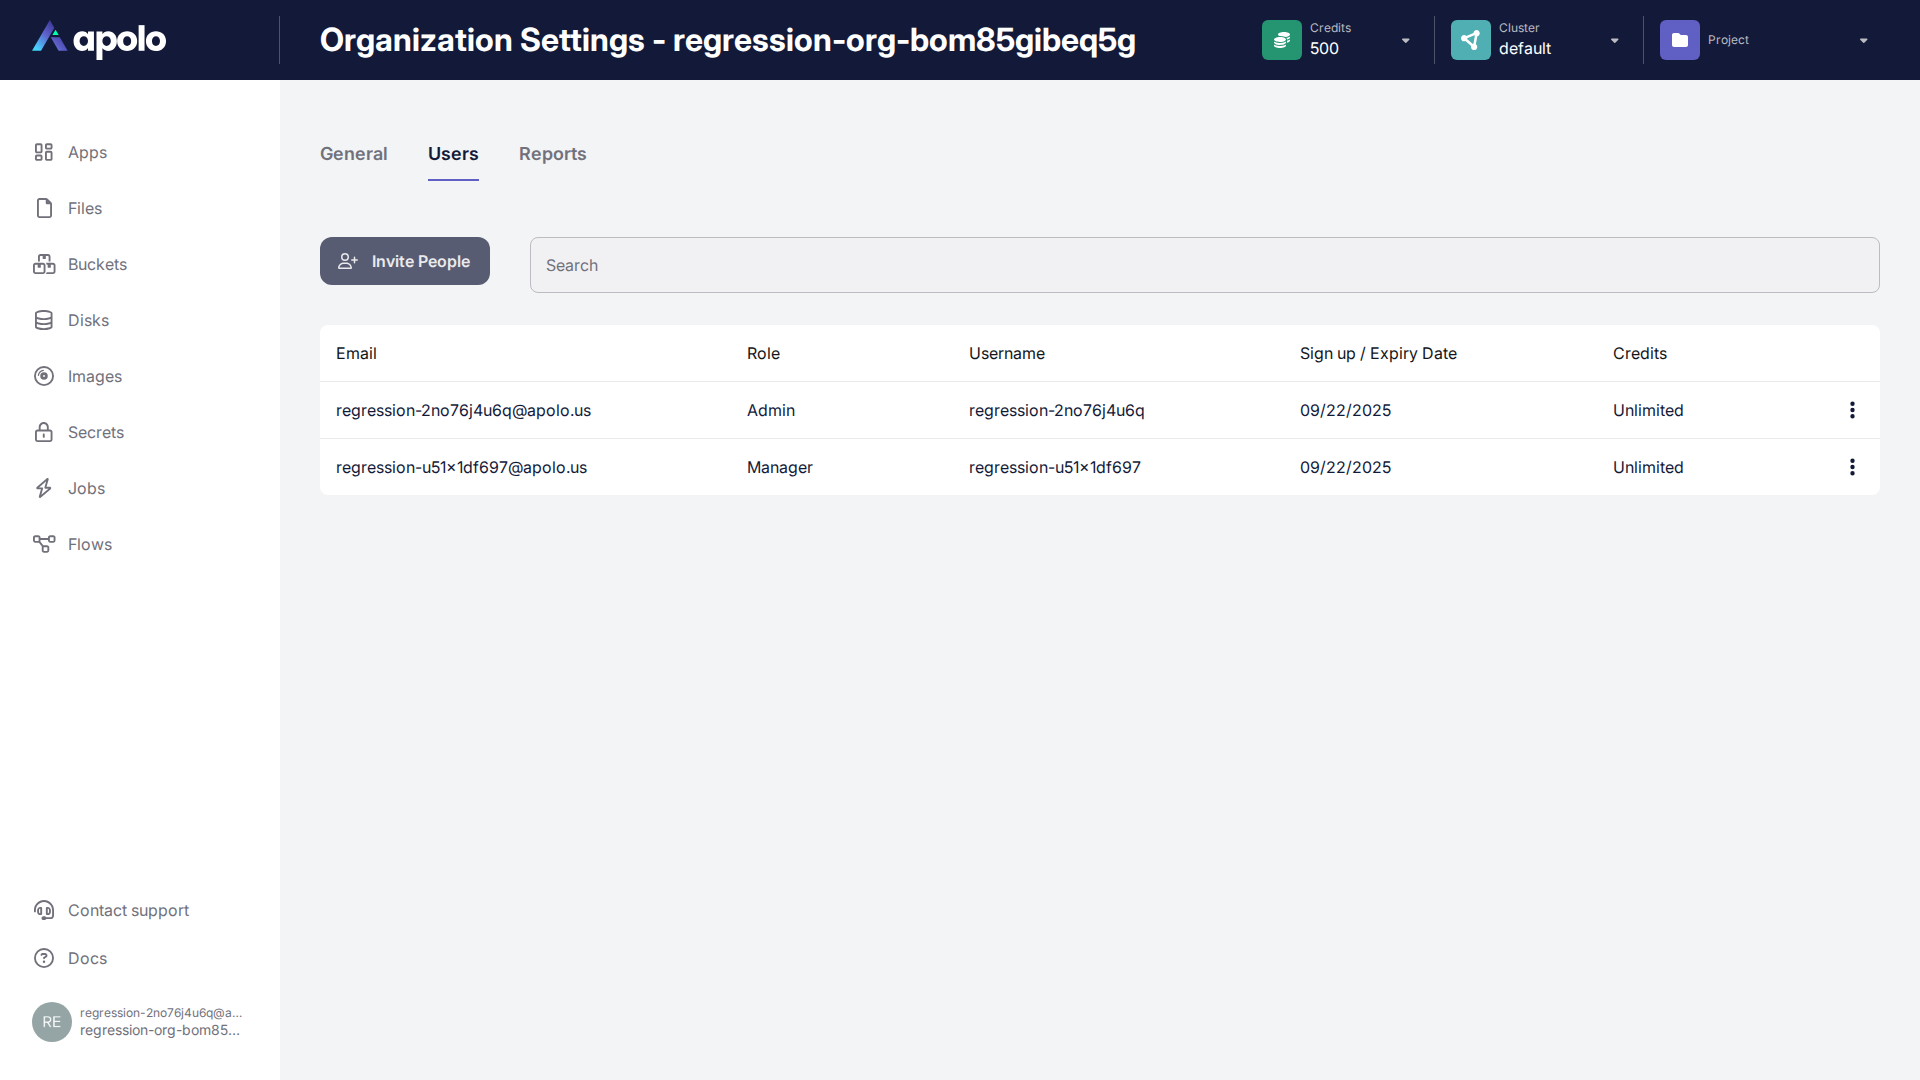 apolo
Organization Settings - regression-org-bom85gibeq5g
Credits
500
Cluster
default
Project
Apps
Files
Buckets
Disks
Images
Secrets
Jobs
Flows
General Users Reports
Invite People
Search
Email Role Username Sign up / Expiry Date Credits
regression-2no76j4u6q@apolo.us Admin regression-2no76j4u6q 09/22/2025 Unlimited
regression-u51x1df697@apolo.us Manager regression-u51x1df697 09/22/2025 Unlimited
Contact support
Docs
RE
regression-2no76j4u6q@a...
regression-org-bom85...